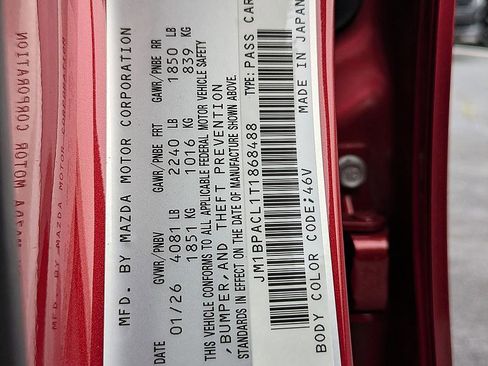 MFD. BY MAZDA MOTOR CORPORATION
GVWR/PNBV GAWR/PNBE FRT GAWR/PNBE RR
DATE 01/26 4081 LB 2240 LB 1850 LB
1851 KG 1016 KG 839 KG
THIS VEHICLE CONFORMS TO ALL APPLICABLE FEDERAL MOTOR VEHICLE SAFETY
,BUMPER,AND THEFT PREVENTION
STANDARDS IN EFFECT ON THE DATE OF MANUFACTURE SHOWN ABOVE.
JM1BPACL1T1868488 TYPE: PASS CAR
BODY COLOR CODE;46V MADE IN JAPAN